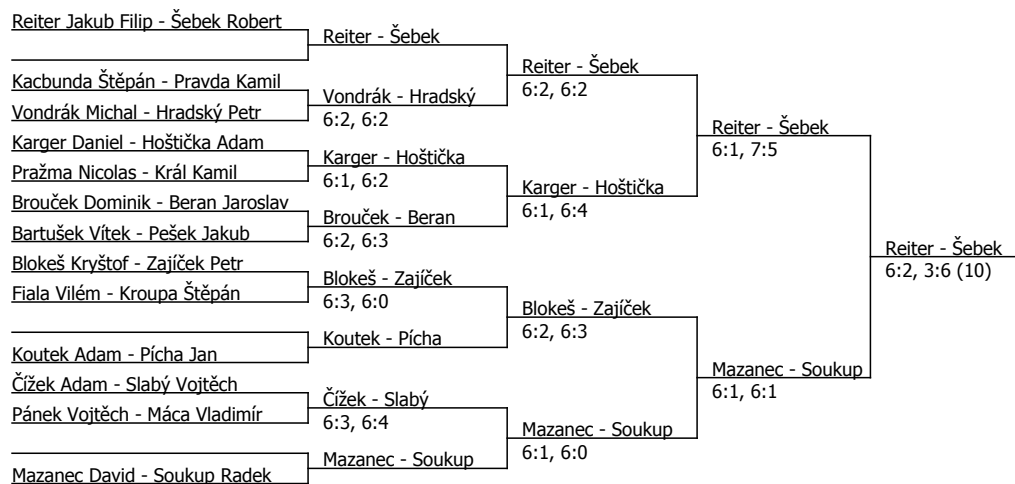 Reiter Jakub Filip - Šebek Robert
Kacbunda Štěpán - Pravda Kamil
Vondrák Michal - Hradský Petr
Karger Daniel - Hoštička Adam
Pražma Nicolas - Král Kamil
Brouček Dominik - Beran Jaroslav
Bartušek Vítek - Pešek Jakub
Blokeš Kryštof - Zajíček Petr
Fiala Vilém - Kroupa Štěpán
Koutek Adam - Pícha Jan
Čížek Adam - Slabý Vojtěch
Pánek Vojtěch - Máca Vladimír
Mazanec David - Soukup Radek
Reiter - Šebek
Vondrák - Hradský
6:2, 6:2
Karger - Hoštička
6:1, 6:2
Brouček - Beran
6:2, 6:3
Blokeš - Zajíček
6:3, 6:0
Koutek - Pícha
Čížek - Slabý
6:3, 6:4
Mazanec - Soukup
Reiter - Šebek
6:2, 6:2
Karger - Hoštička
6:1, 6:4
Blokeš - Zajíček
6:2, 6:3
Mazanec - Soukup
6:1, 6:0
Reiter - Šebek
6:1, 7:5
Mazanec - Soukup
6:1, 6:1
Reiter - Šebek
6:2, 3:6 (10)